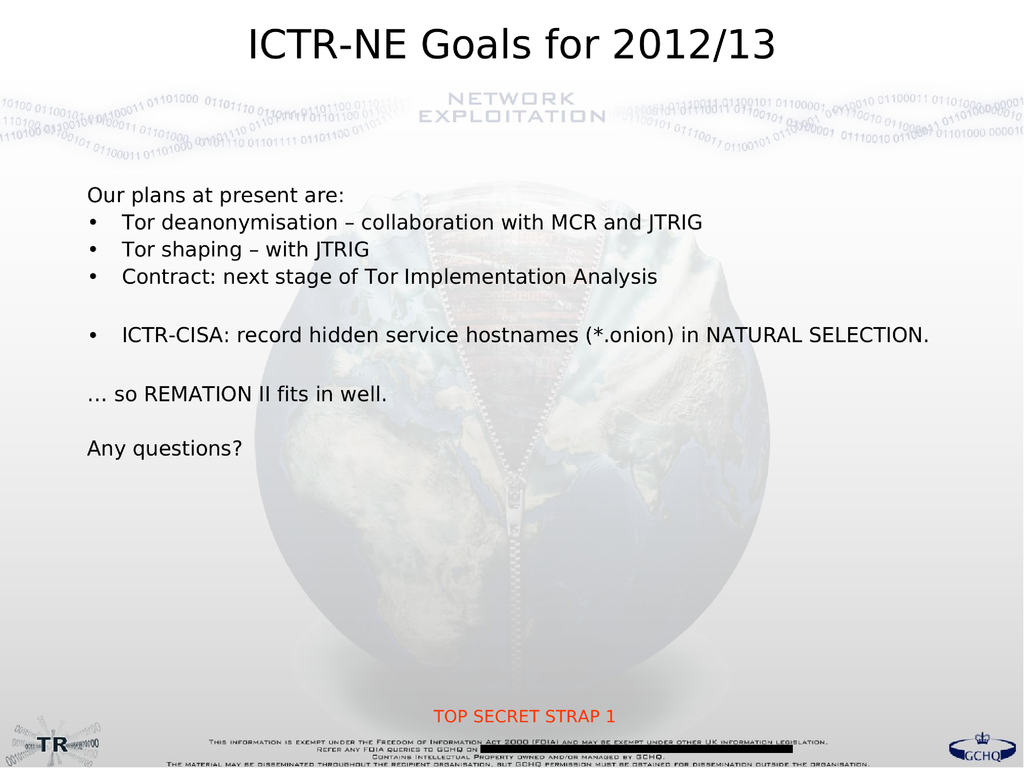 ICTR-NE Goals for 2012/13
NETWORK
EXPLOITATION
Our plans at present are:
• Tor deanonymisation – collaboration with MCR and JTRIG
• Tor shaping – with JTRIG
• Contract: next stage of Tor Implementation Analysis
• ICTR-CISA: record hidden service hostnames (*.onion) in NATURAL SELECTION.
... so REMATION II fits in well.
Any questions?
TOP SECRET STRAP 1
TR
This information is exempt under the Freedom of Information Act 2000 (FOIA) and may be exempt under other UK information legislation.
Refer any FOIA queries to GCHQ on
Contains Intellectual Property owned and/or managed by GCHQ.
The material may be disseminated throughout the recipient organisation, but GCHQ permission must be obtained for dissemination outside the organisation.
GCHQ